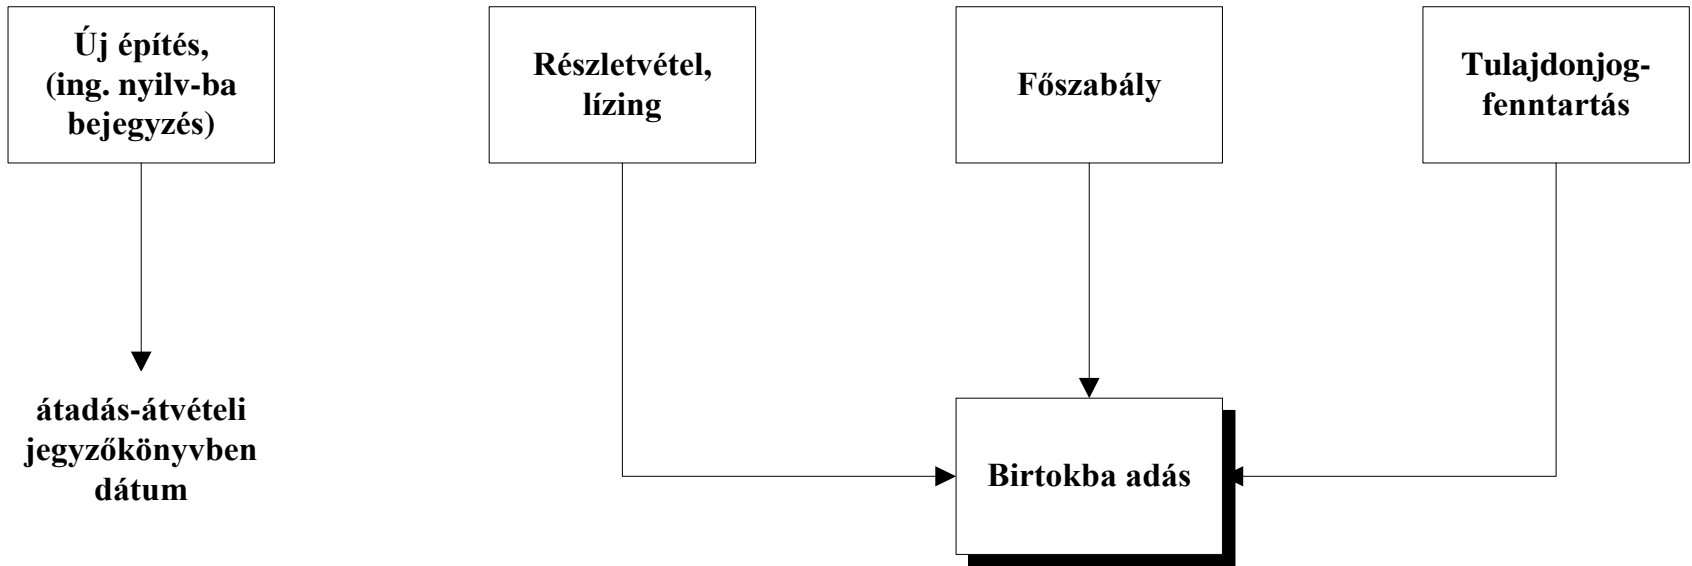 Új építés,
(ing. nyilv-ba
bejegyzés)
Részletvétel,
lízing
Főszabály
Tulajdonjog-
fenntartás
átadás-átvételi
jegyzőkönyvben
dátum
Birtokba adás